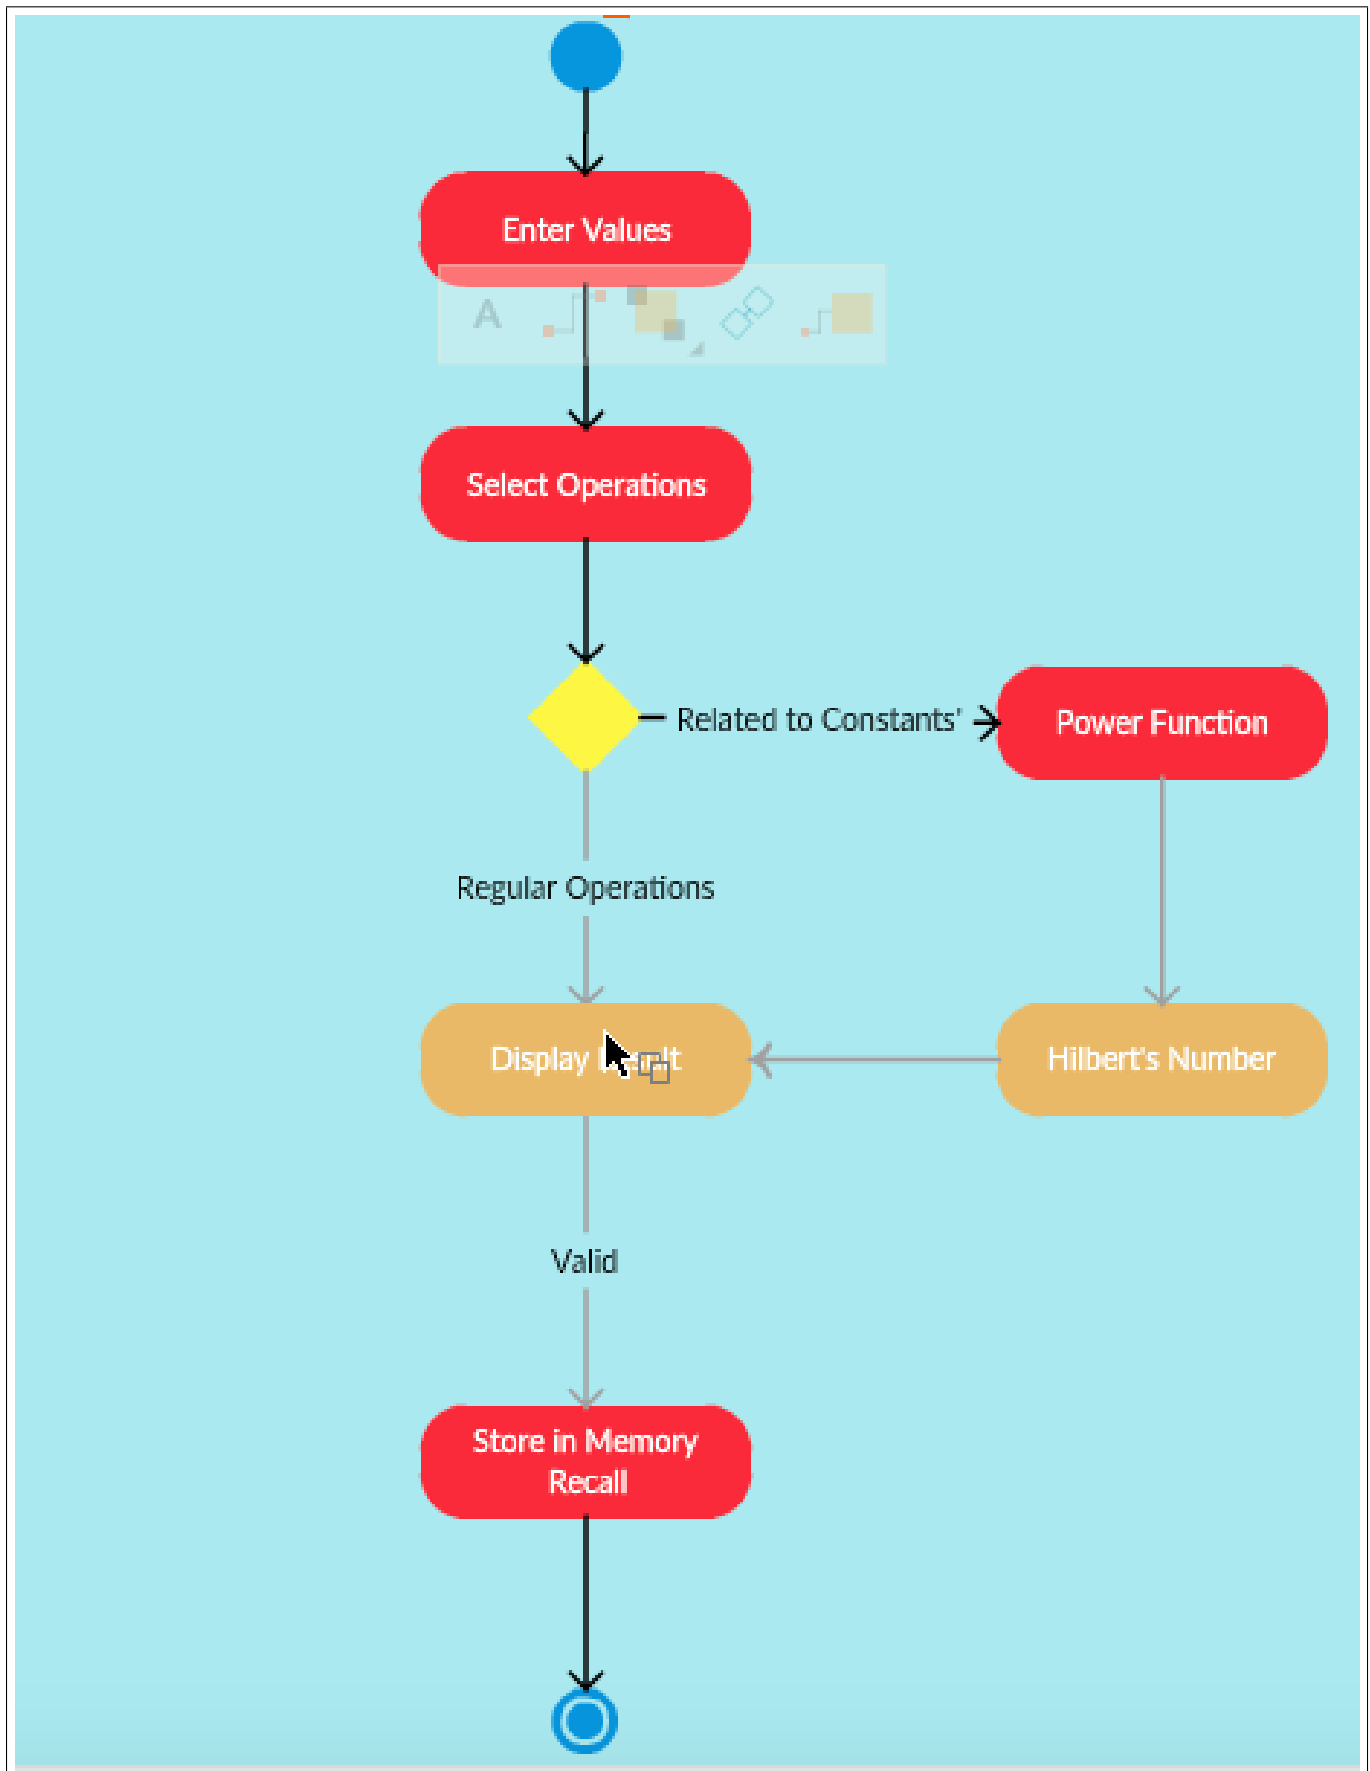 Enter Values
A
Select Operations
Related to Constants'
Power Function
Regular Operations
Display
Hilbert's Number
Valid
Store in Memory
Recall